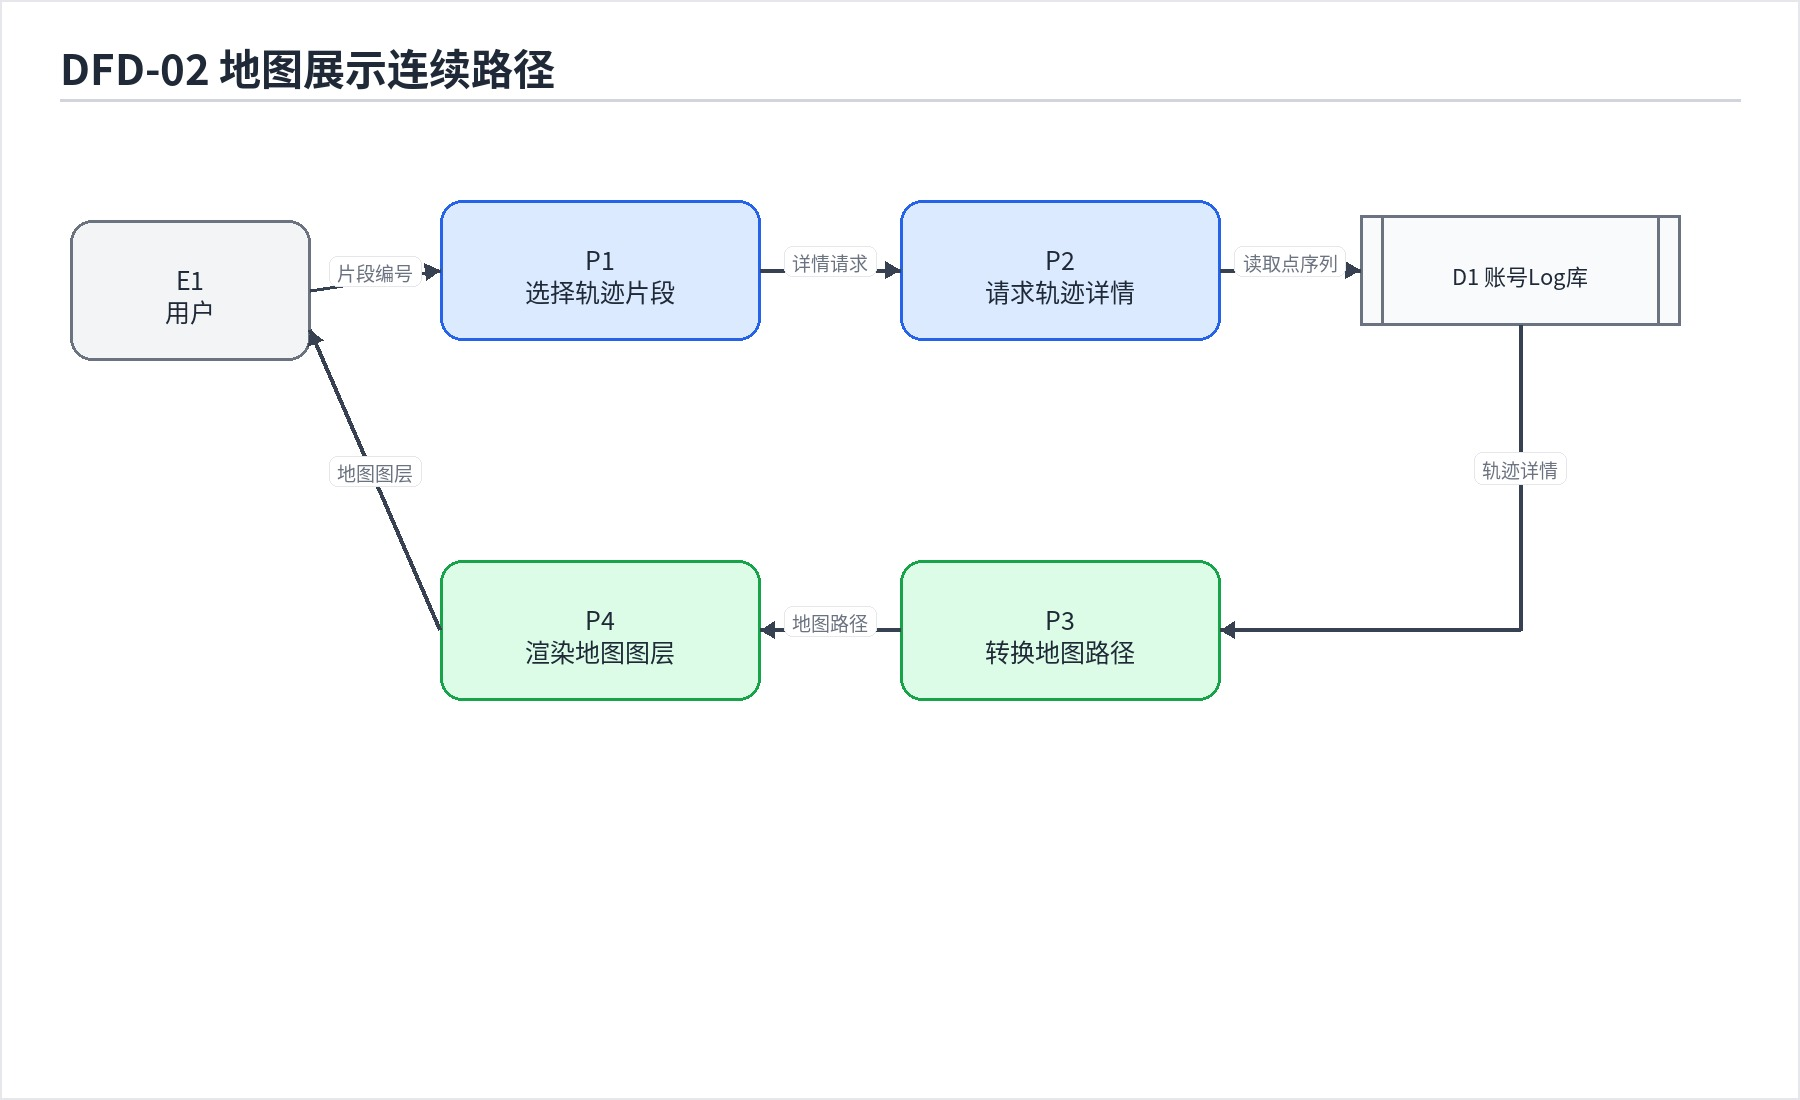 DFD-02 地图展示连续路径
E1
用户
片段编号
P1
选择轨迹片段
详情请求
P2
请求轨迹详情
读取点序列
D1 账号Log库
地图图层
轨迹详情
P4
渲染地图图层
地图路径
P3
转换地图路径